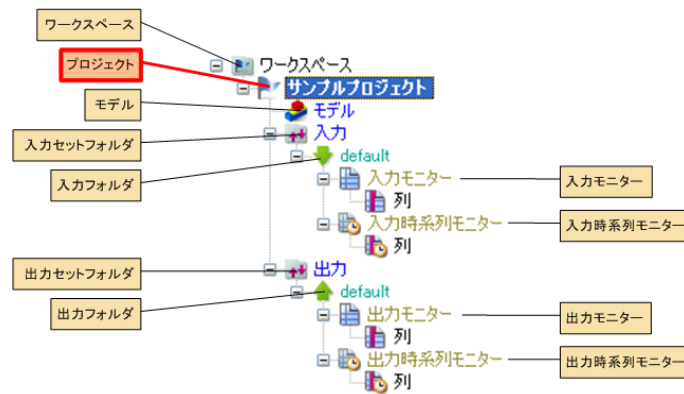 ワークスペース
プロジェクト
モデル
入力セットフォルダ
入力フォルダ
出力セットフォルダ
出力フォルダ
ワークスペース
サンプルプロジェクト
モデル
入力
default
入力モニター
列
入力時系列モニター
列
出力
default
出力モニター
列
出力時系列モニター
列
入力モニター
入力時系列モニター
出力モニター
出力時系列モニター